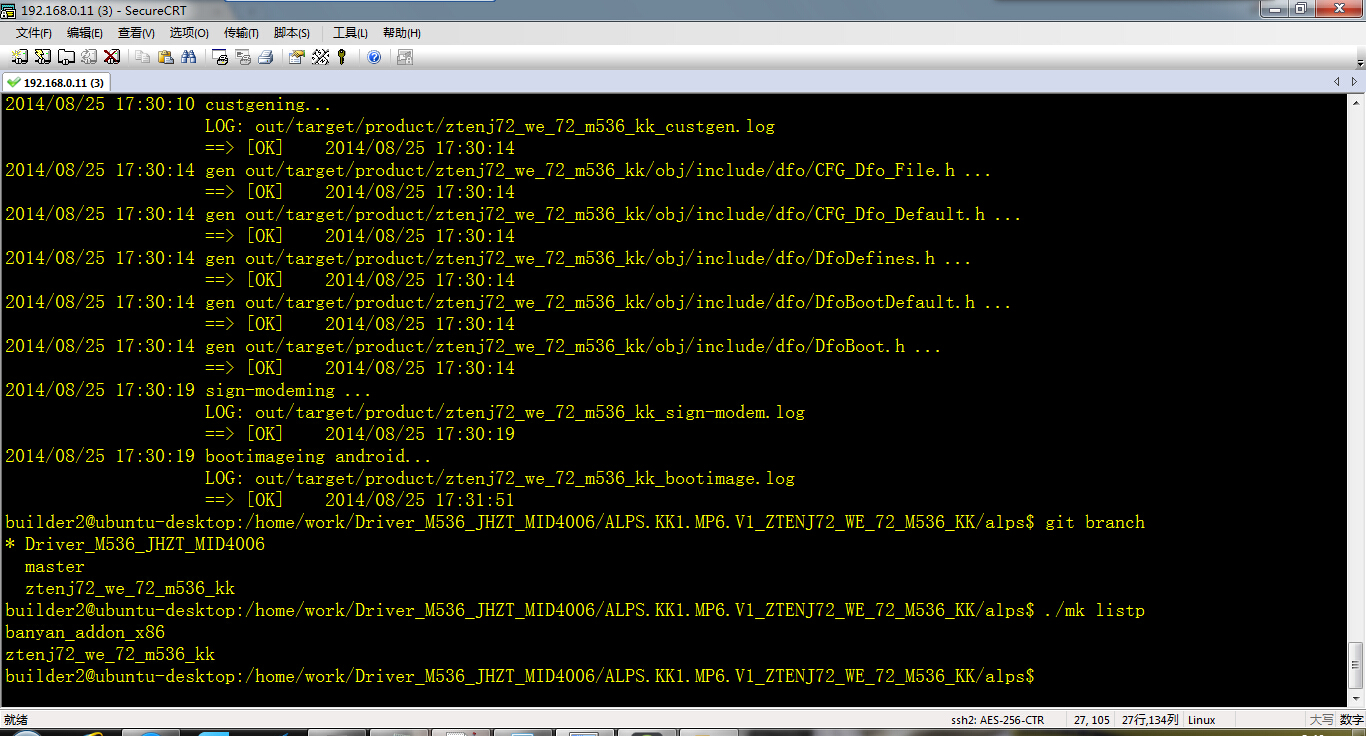 192.168.0.11 (3) - SecureCRT
文件(F) 编辑(E) 查看(V) 选项(O) 传输(T) 脚本(S) 工具(L) 帮助(H)
192.168.0.11 (3)
2014/08/25 17:30:10 custgening...
LOG: out/target/product/ztenj72_we_72_m536_kk_custgen.log
==> [OK] 2014/08/25 17:30:14
2014/08/25 17:30:14 gen out/target/product/ztenj72_we_72_m536_kk/obj/include/dfo/CFG_Dfo_File.h ...
==> [OK] 2014/08/25 17:30:14
2014/08/25 17:30:14 gen out/target/product/ztenj72_we_72_m536_kk/obj/include/dfo/CFG_Dfo_Default.h ...
==> [OK] 2014/08/25 17:30:14
2014/08/25 17:30:14 gen out/target/product/ztenj72_we_72_m536_kk/obj/include/dfo/DfoDefines.h ...
==> [OK] 2014/08/25 17:30:14
2014/08/25 17:30:14 gen out/target/product/ztenj72_we_72_m536_kk/obj/include/dfo/DfoBootDefault.h ...
==> [OK] 2014/08/25 17:30:14
2014/08/25 17:30:14 gen out/target/product/ztenj72_we_72_m536_kk/obj/include/dfo/DfoBoot.h ...
==> [OK] 2014/08/25 17:30:14
2014/08/25 17:30:19 sign-modeming ...
LOG: out/target/product/ztenj72_we_72_m536_kk_sign-modem.log
==> [OK] 2014/08/25 17:30:19
2014/08/25 17:30:19 bootimageing android...
LOG: out/target/product/ztenj72_we_72_m536_kk_bootimage.log
==> [OK] 2014/08/25 17:31:51
builder2@ubuntu-desktop:/home/work/Driver_M536_JHZT_MID4006/ALPS.KK1.MP6.V1_ZTENJ72_WE_72_M536_KK/alps$ git branch
* Driver_M536_JHZT_MID4006
master
ztenj72_we_72_m536_kk
builder2@ubuntu-desktop:/home/work/Driver_M536_JHZT_MID4006/ALPS.KK1.MP6.V1_ZTENJ72_WE_72_M536_KK/alps$ ./mk listp
banyan_addon_x86
ztenj72_we_72_m536_kk
builder2@ubuntu-desktop:/home/work/Driver_M536_JHZT_MID4006/ALPS.KK1.MP6.V1_ZTENJ72_WE_72_M536_KK/alps$
就绪 ssh2: AES-256-CTR 27, 105 27行,134列 Linux 大写 数字